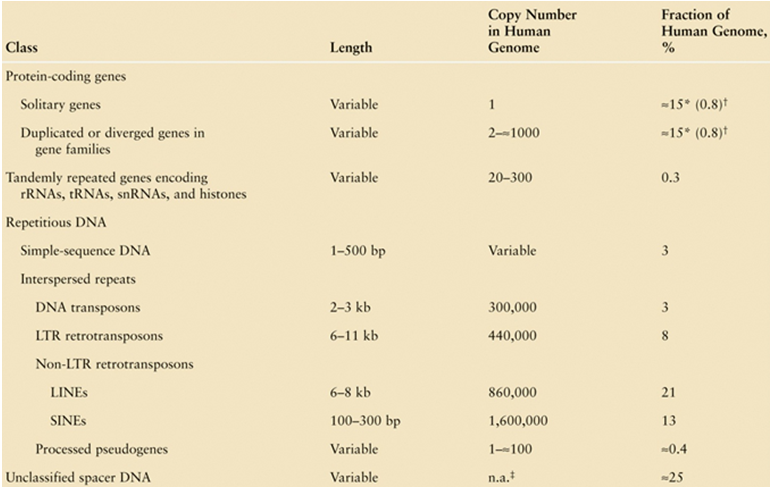 Class Length Copy Number in Human Genome Fraction of Human Genome, %
Protein-coding genes
Solitary genes Variable 1 ≈15* (0.8)†
Duplicated or diverged genes in gene families Variable 2–≈1000 ≈15* (0.8)†
Tandemly repeated genes encoding rRNAs, tRNAs, snRNAs, and histones Variable 20–300 0.3
Repetitious DNA
Simple-sequence DNA 1–500 bp Variable 3
Interspersed repeats
DNA transposons 2–3 kb 300,000 3
LTR retrotransposons 6–11 kb 440,000 8
Non-LTR retrotransposons
LINEs 6–8 kb 860,000 21
SINEs 100–300 bp 1,600,000 13
Processed pseudogenes Variable 1–≈100 ≈0.4
Unclassified spacer DNA Variable n.a.‡ ≈25